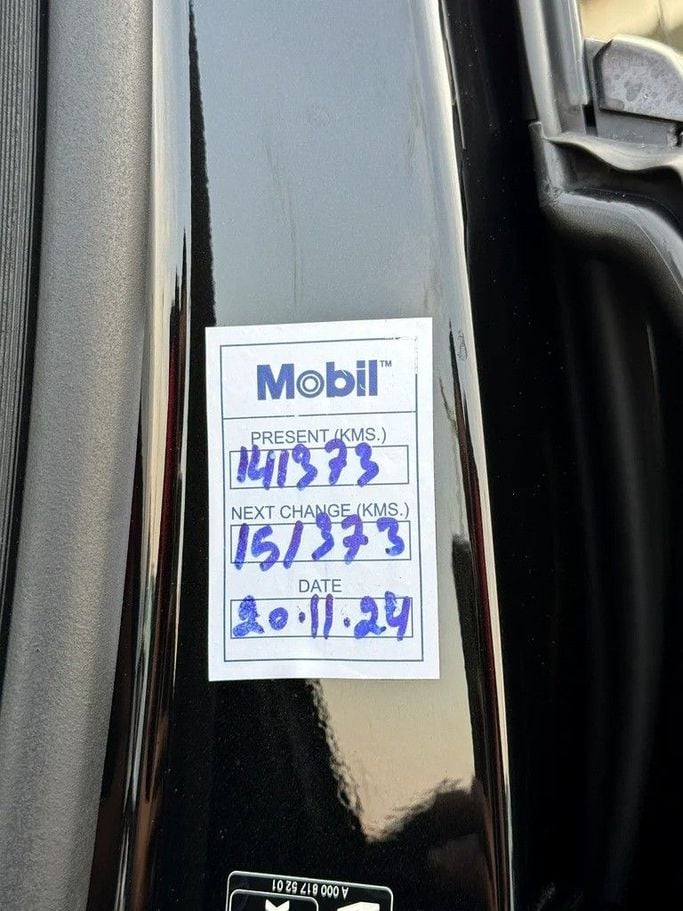 Mobil™
PRESENT (KMS.)
141373
NEXT CHANGE (KMS.)
151373
DATE
20·11·24
A 000 817 52 01